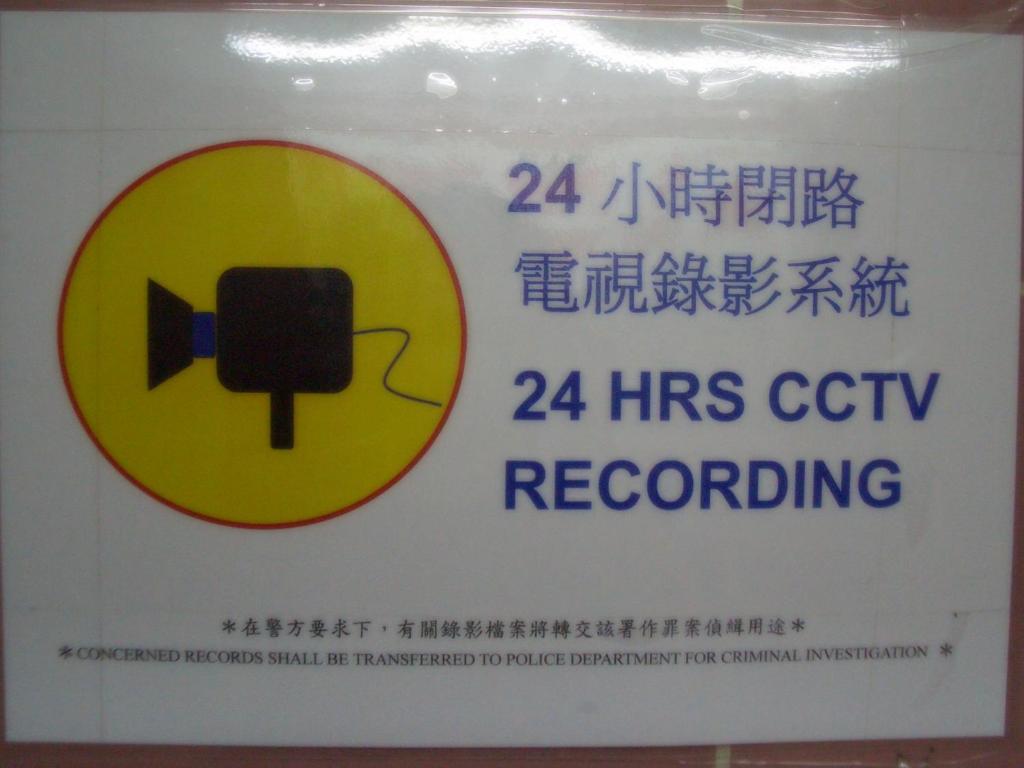 24 小時閉路
電視錄影系統
24 HRS CCTV
RECORDING
*在警方要求下，有關錄影檔案將轉交該署作罪案偵緝用途*
*CONCERNED RECORDS SHALL BE TRANSFERRED TO POLICE DEPARTMENT FOR CRIMINAL INVESTIGATION *